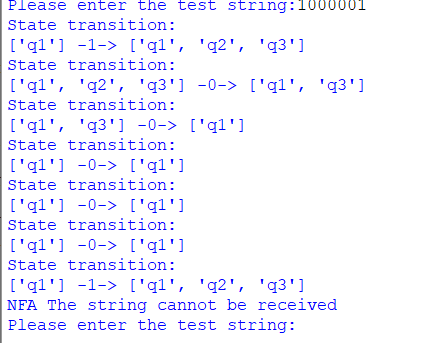 Please enter the test string:1000001
State transition:
['q1'] -1-> ['q1', 'q2', 'q3']
State transition:
['q1', 'q2', 'q3'] -0-> ['q1', 'q3']
State transition:
['q1', 'q3'] -0-> ['q1']
State transition:
['q1'] -0-> ['q1']
State transition:
['q1'] -0-> ['q1']
State transition:
['q1'] -0-> ['q1']
State transition:
['q1'] -1-> ['q1', 'q2', 'q3']
NFA The string cannot be received
Please enter the test string: